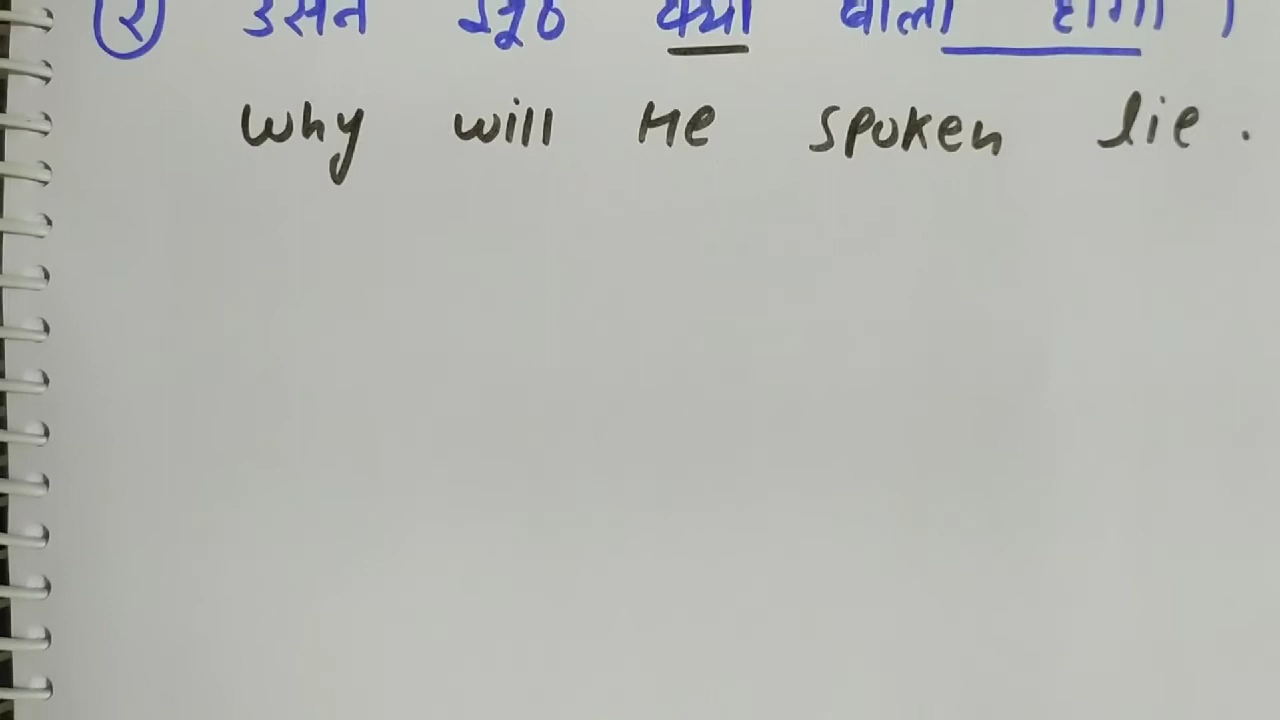 २ उसने झूठ क्यों बोला होगा ।
Why will He spoken lie .